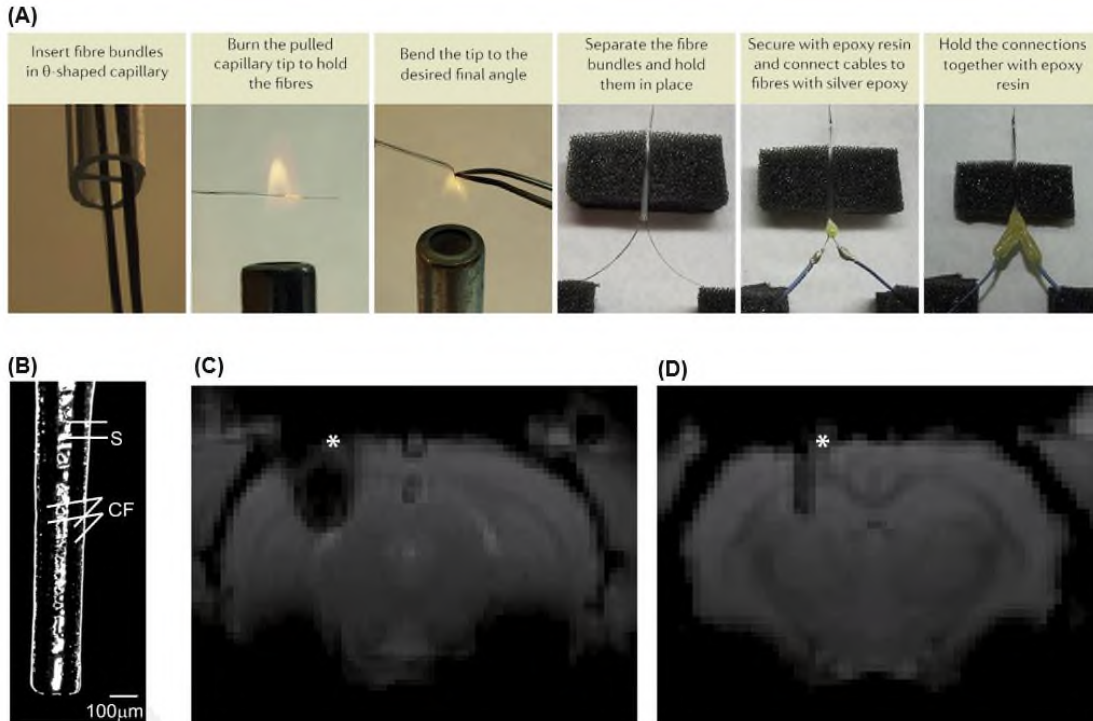 (A)
Insert fibre bundles
in θ-shaped capillary
Burn the pulled
capillary tip to hold
the fibres
Bend the tip to the
desired final angle
Separate the fibre
bundles and hold
them in place
Secure with epoxy resin
and connect cables to
fibres with silver epoxy
Hold the connections
together with epoxy
resin
(B)
S
CF
100μm
(C)
*
(D)
*